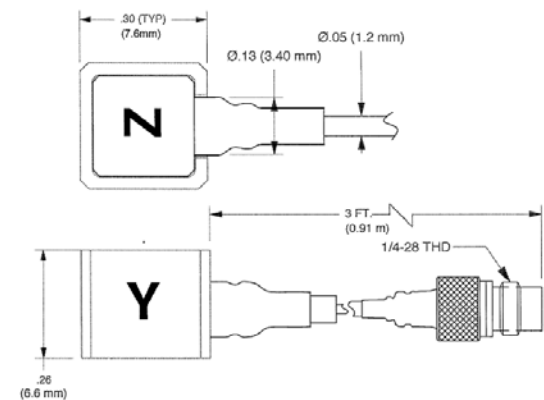 .30 (TYP)
(7.6mm)
Ø.13 (3.40 mm)
Ø.05 (1.2 mm)
Z
3 FT.
(0.91 m)
1/4-28 THD
Y
.26
(6.6 mm)